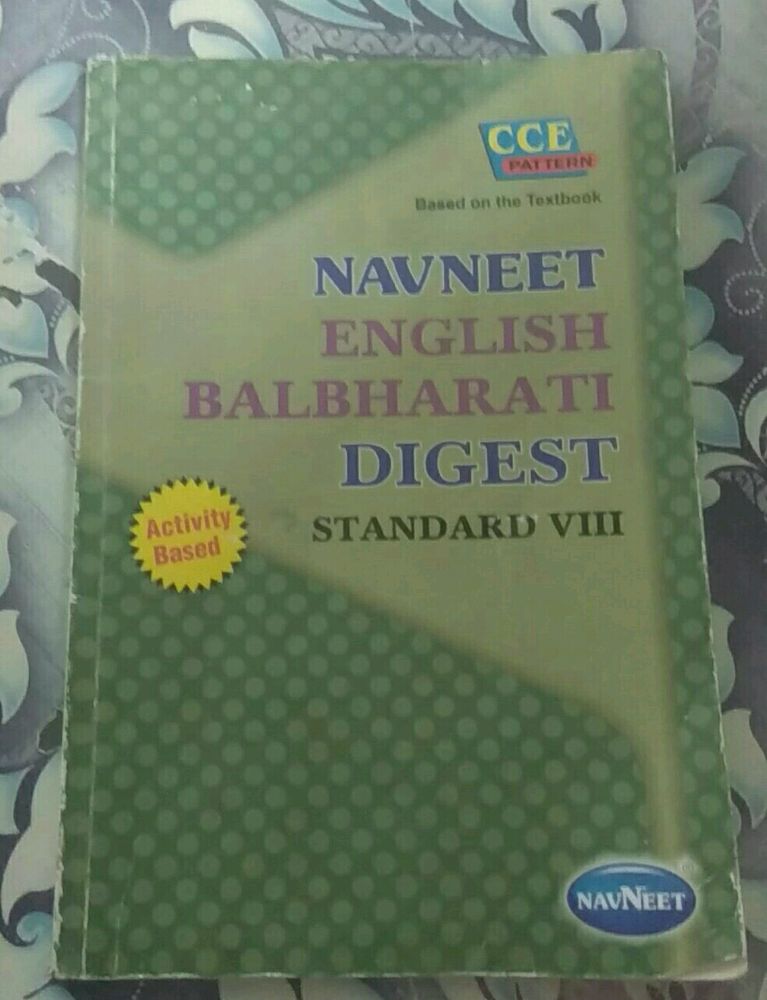 CCE
PATTERN
Based on the Textbook
NAVNEET
ENGLISH
BALBHARATI
DIGEST
STANDARD VIII
Activity
Based
NAVNEET